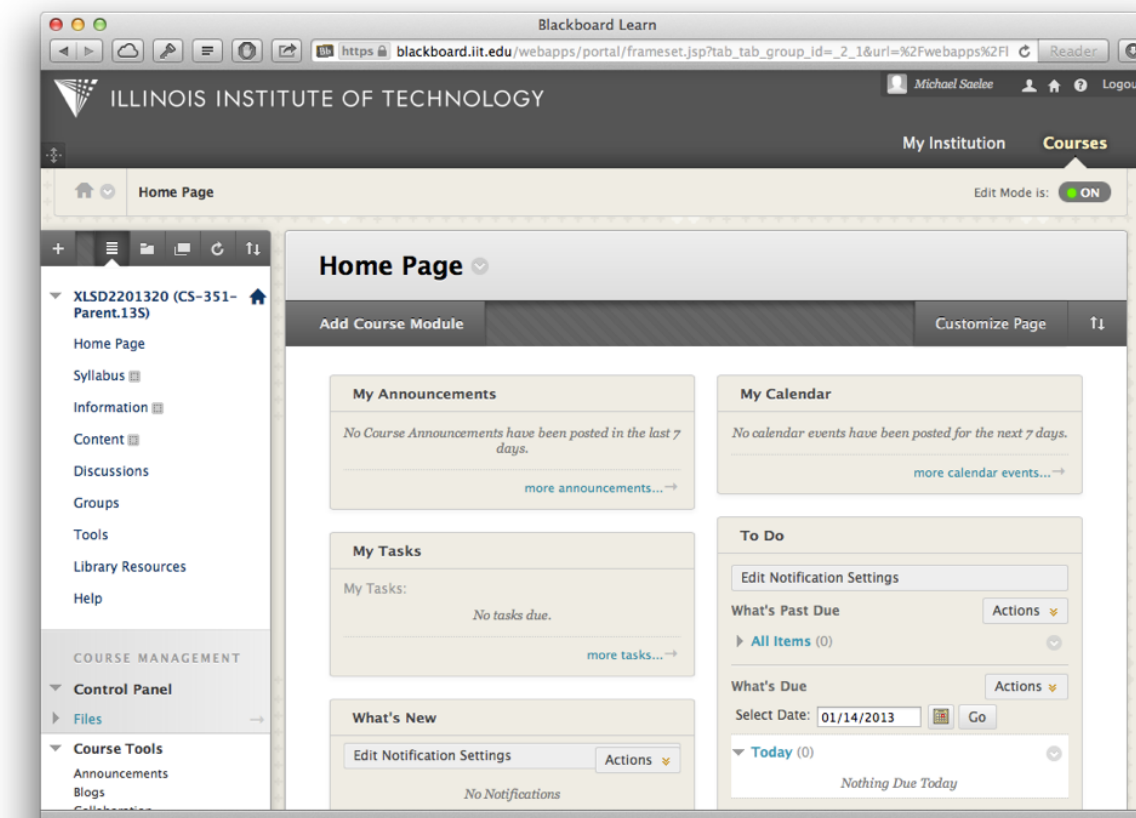 Blackboard Learn
https blackboard.iit.edu/webapps/portal/frameset.jsp?tab_tab_group_id=_2_1&url=%2Fwebapps%2Fl Reader
ILLINOIS INSTITUTE OF TECHNOLOGY
Michael Saelee Logou
My Institution Courses
Home Page
Edit Mode is: ON
XLSD2201320 (CS-351-
Parent.13S)
Home Page
Syllabus
Information
Content
Discussions
Groups
Tools
Library Resources
Help
COURSE MANAGEMENT
Control Panel
Files
Course Tools
Announcements
Blogs
Home Page
Add Course Module
Customize Page
My Announcements
No Course Announcements have been posted in the last 7
days.
more announcements...
My Tasks
My Tasks:
No tasks due.
more tasks...
What's New
Edit Notification Settings
Actions
No Notifications
My Calendar
No calendar events have been posted for the next 7 days.
more calendar events...
To Do
Edit Notification Settings
What's Past Due
Actions
All Items (0)
What's Due
Actions
Select Date: 01/14/2013 Go
Today (0)
Nothing Due Today